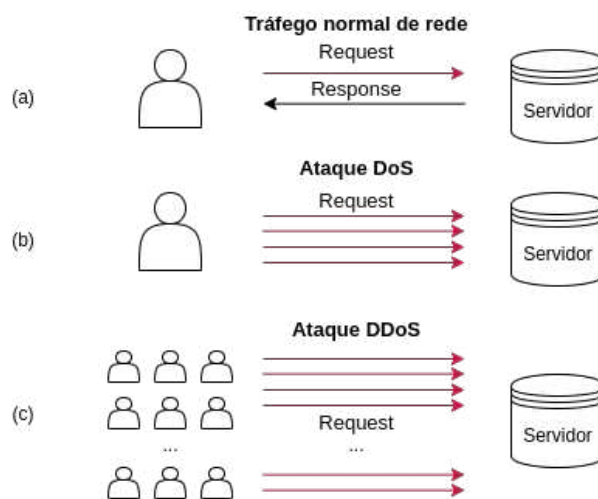 Tráfego normal de rede
Request
(a)
Response
Servidor
Ataque DoS
Request
(b)
Servidor
Ataque DDoS
(c)
Request
...
...
Servidor